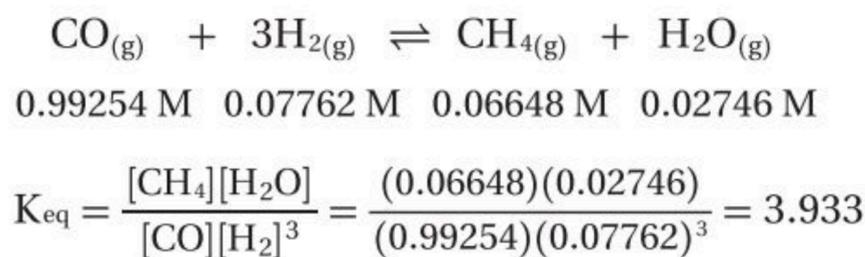 CO(g) + 3H₂(g) ⇌ CH₄(g) + H₂O(g)
0.99254 M 0.07762 M 0.06648 M 0.02746 M
Keq = [CH₄][H₂O] / [CO][H₂]³ = (0.06648)(0.02746) / (0.99254)(0.07762)³ = 3.933